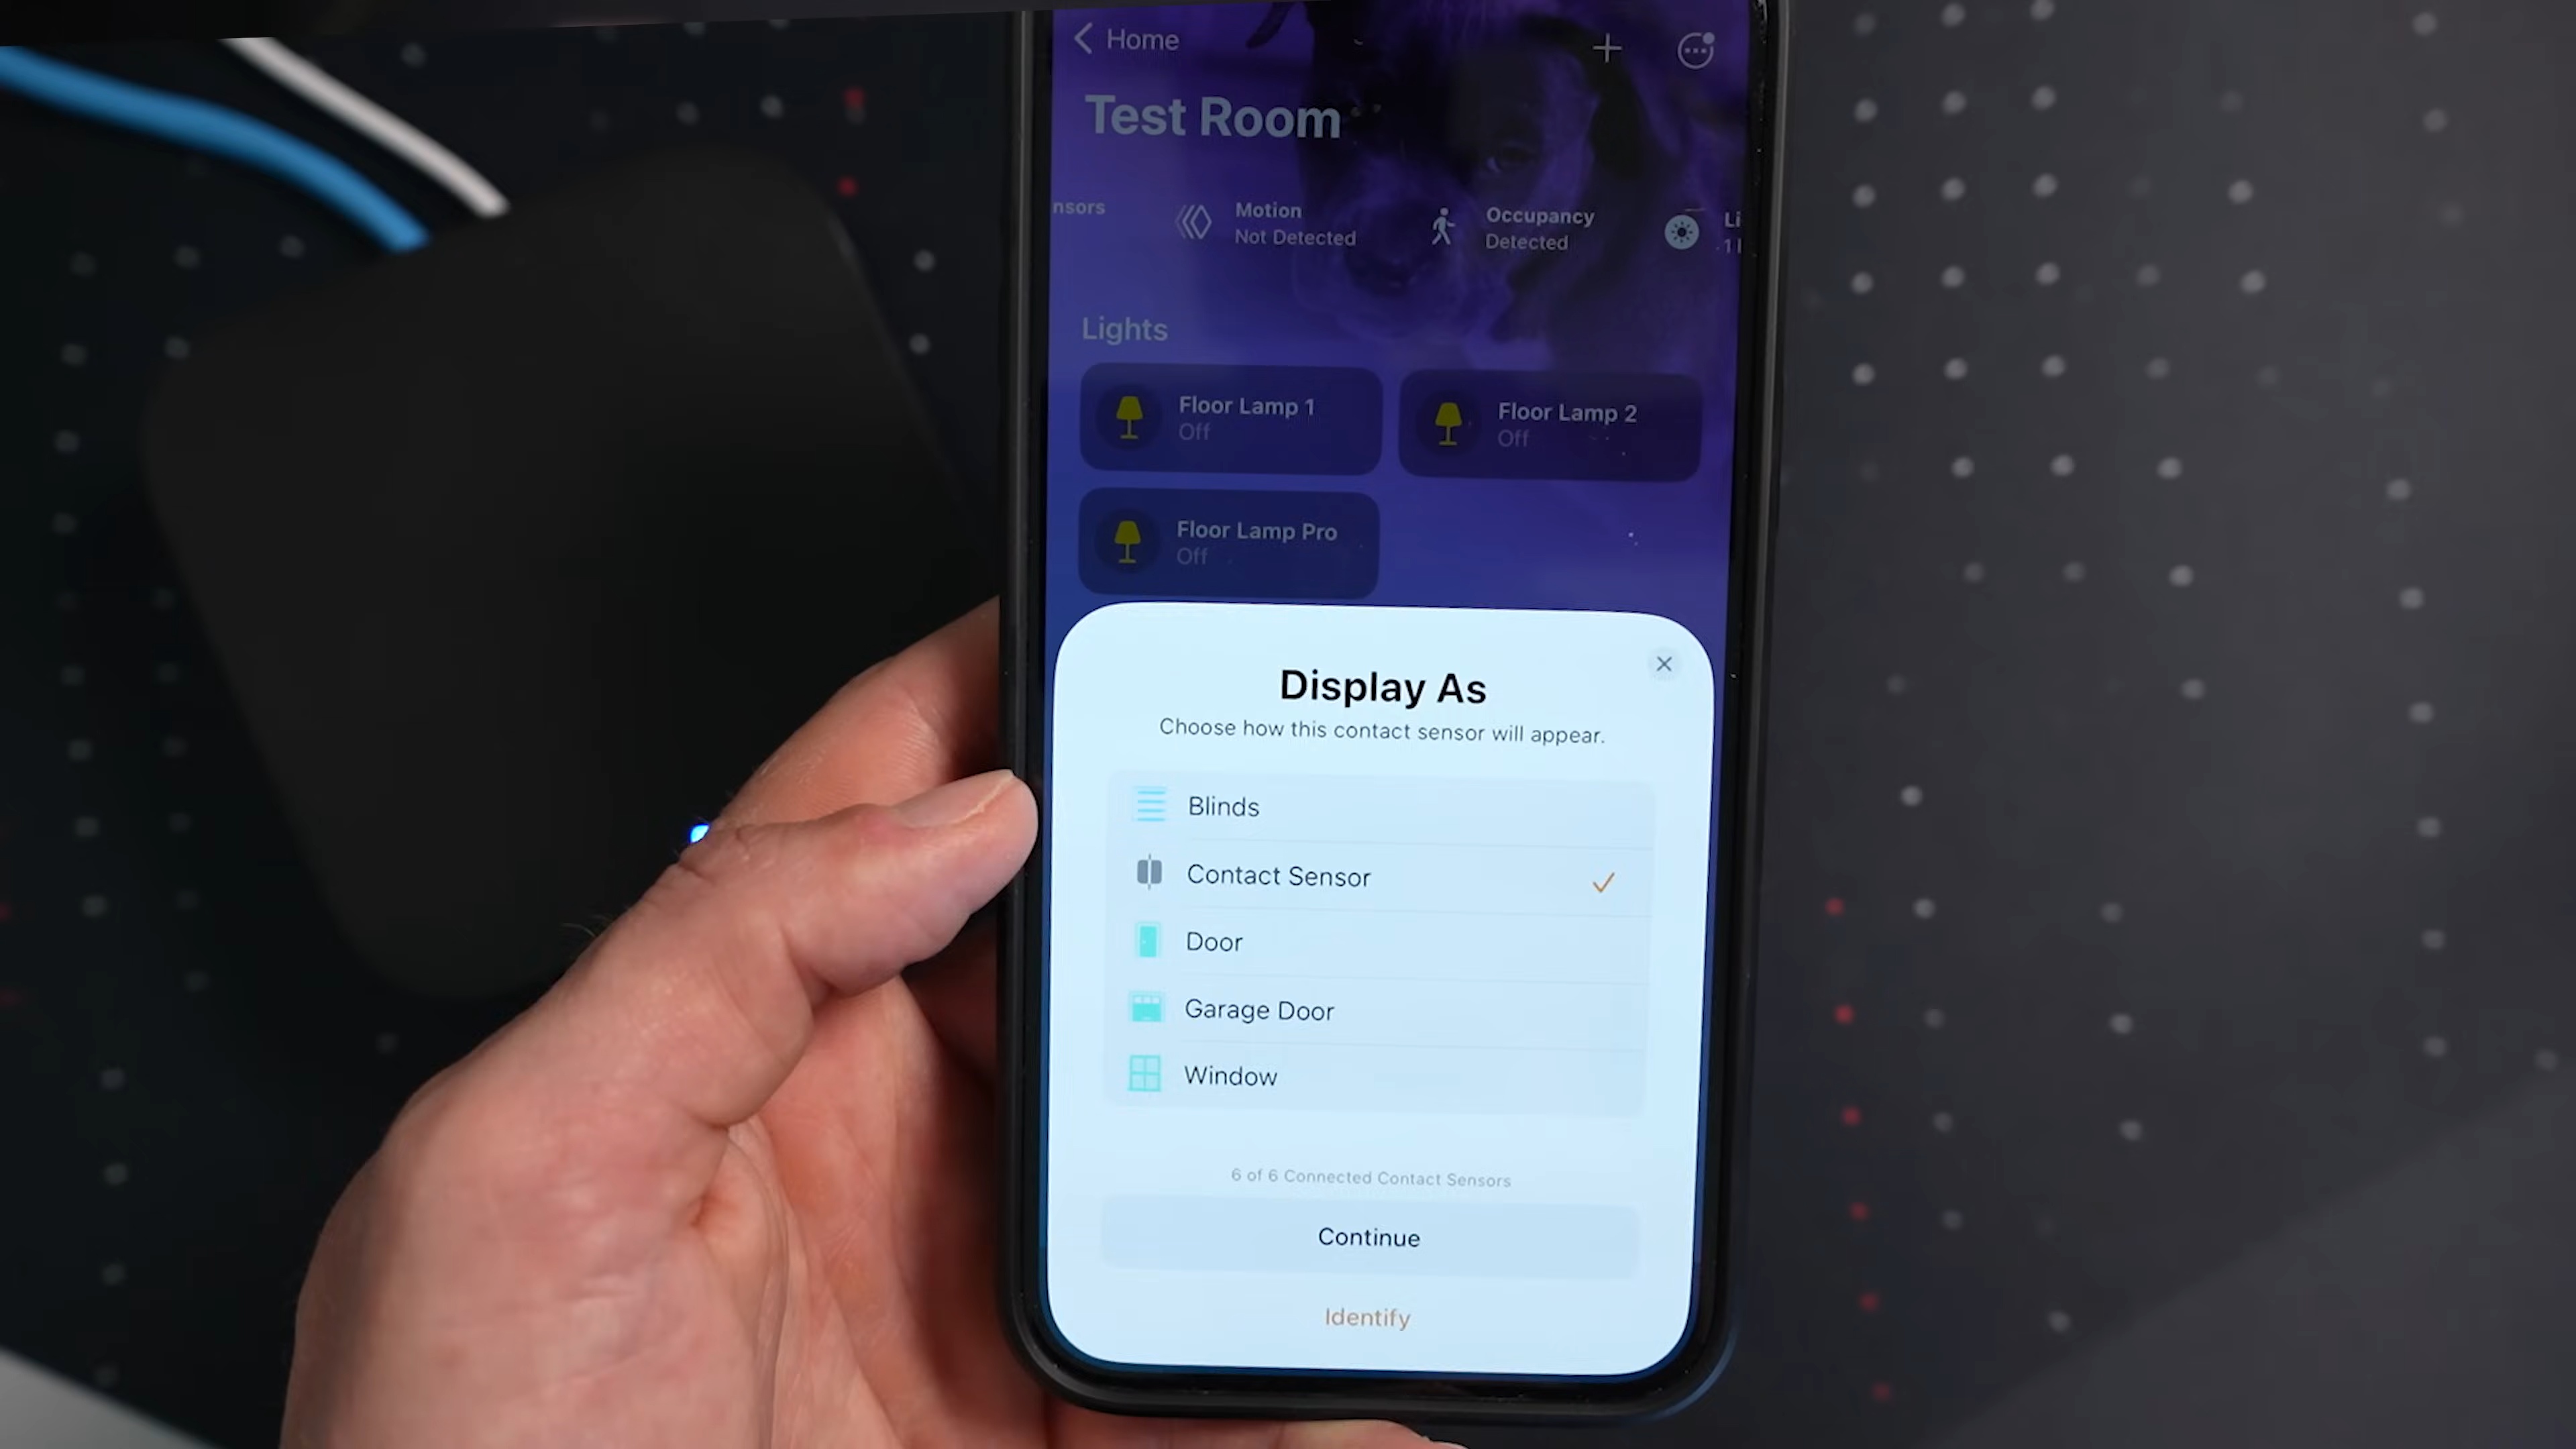 Home
Test Room
nsors
Motion
Not Detected
Occupancy
Detected
Li
Lights
Floor Lamp 1
Off
Floor Lamp 2
Off
Floor Lamp Pro
Off
Display As
Choose how this contact sensor will appear.
Blinds
Contact Sensor
Door
Garage Door
Window
6 of 6 Connected Contact Sensors
Continue
Identify